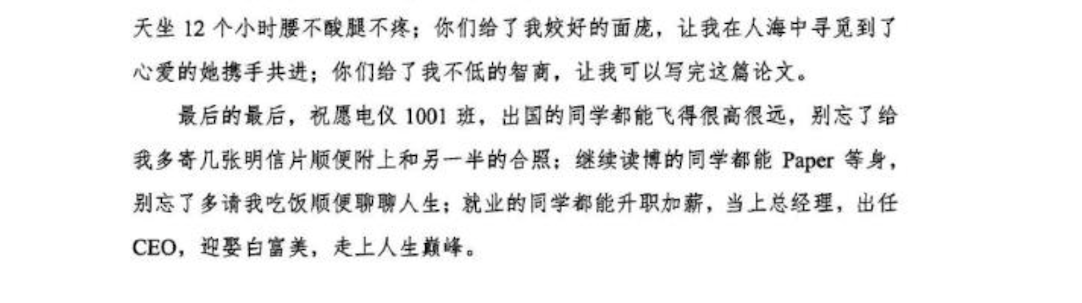 天坐 12 个小时腰不酸腿不疼；你们给了我姣好的面庞，让我在人海中寻觅到了
心爱的她携手共进；你们给了我不低的智商，让我可以写完这篇论文。
最后的最后，祝愿电仪 1001 班，出国的同学都能飞得很高很远，别忘了给
我多寄几张明信片顺便附上和另一半的合照；继续读博的同学都能 Paper 等身，
别忘了多请我吃饭顺便聊聊人生；就业的同学都能升职加薪，当上总经理，出任
CEO，迎娶白富美，走上人生巅峰。